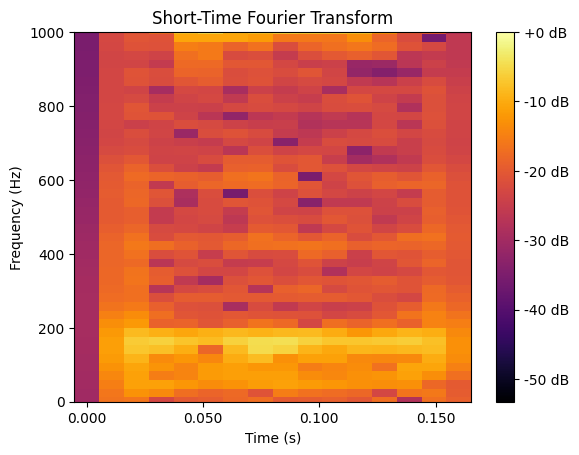 Short-Time Fourier Transform
1000
800
600
400
200
0
Frequency (Hz)
0.000
0.050
0.100
0.150
Time (s)
+0 dB
-10 dB
-20 dB
-30 dB
-40 dB
-50 dB